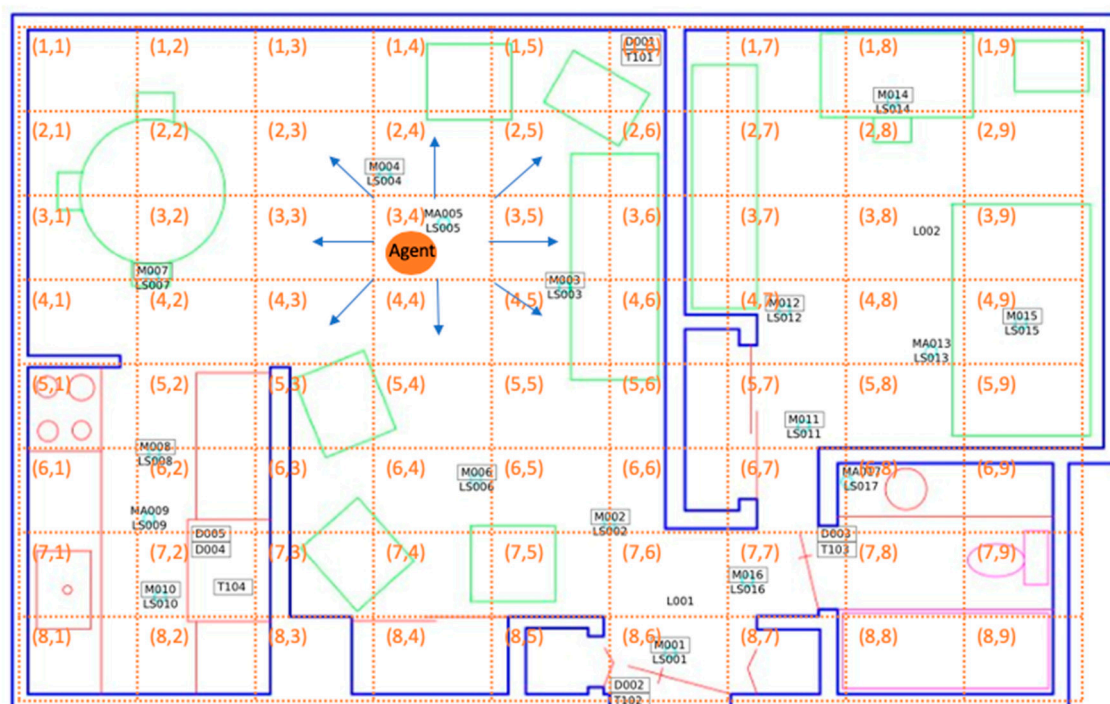 (1,1) (1,2) (1,3) (1,4) (1,5) D001 (1,7) (1,8) (1,9)
T101
M014
LS014
(2,1) (2,2) (2,3) (2,4) (2,5) (2,6) (2,7) (2,8) (2,9)
M004
LS004
(3,1) (3,2) (3,3) (3,4) (3,5) (3,6) (3,7) (3,8) (3,9)
MA005
LS005
L002
Agent
M007
LS007
M003
LS003
(4,1) (4,2) (4,3) (4,4) (4,5) (4,6) (4,7) (4,8) (4,9)
M012
LS012
M015
LS015
MA013
LS013
(5,1) (5,2) (5,3) (5,4) (5,5) (5,6) (5,7) (5,8) (5,9)
M011
LS011
M008
LS008
(6,1) (6,2) (6,3) (6,4) (6,5) (6,6) (6,7) (6,8) (6,9)
M006
LS006
MA017
LS017
MA009
LS009
M002
LS002
D005
D004
D003
T103
(7,1) (7,2) (7,3) (7,4) (7,5) (7,6) (7,7) (7,8) (7,9)
M010
LS010
T104
M016
LS016
L001
(8,1) (8,2) (8,3) (8,4) (8,5) (8,6) (8,7) (8,8) (8,9)
M001
LS001
D002
T102